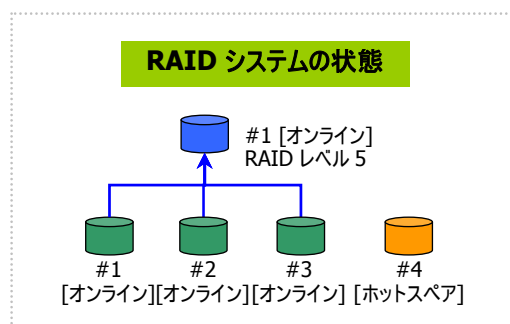 RAID システムの状態
#1 [オンライン]
RAID レベル 5
#1 #2 #3 #4
[オンライン][オンライン][オンライン] [ホットスペア]